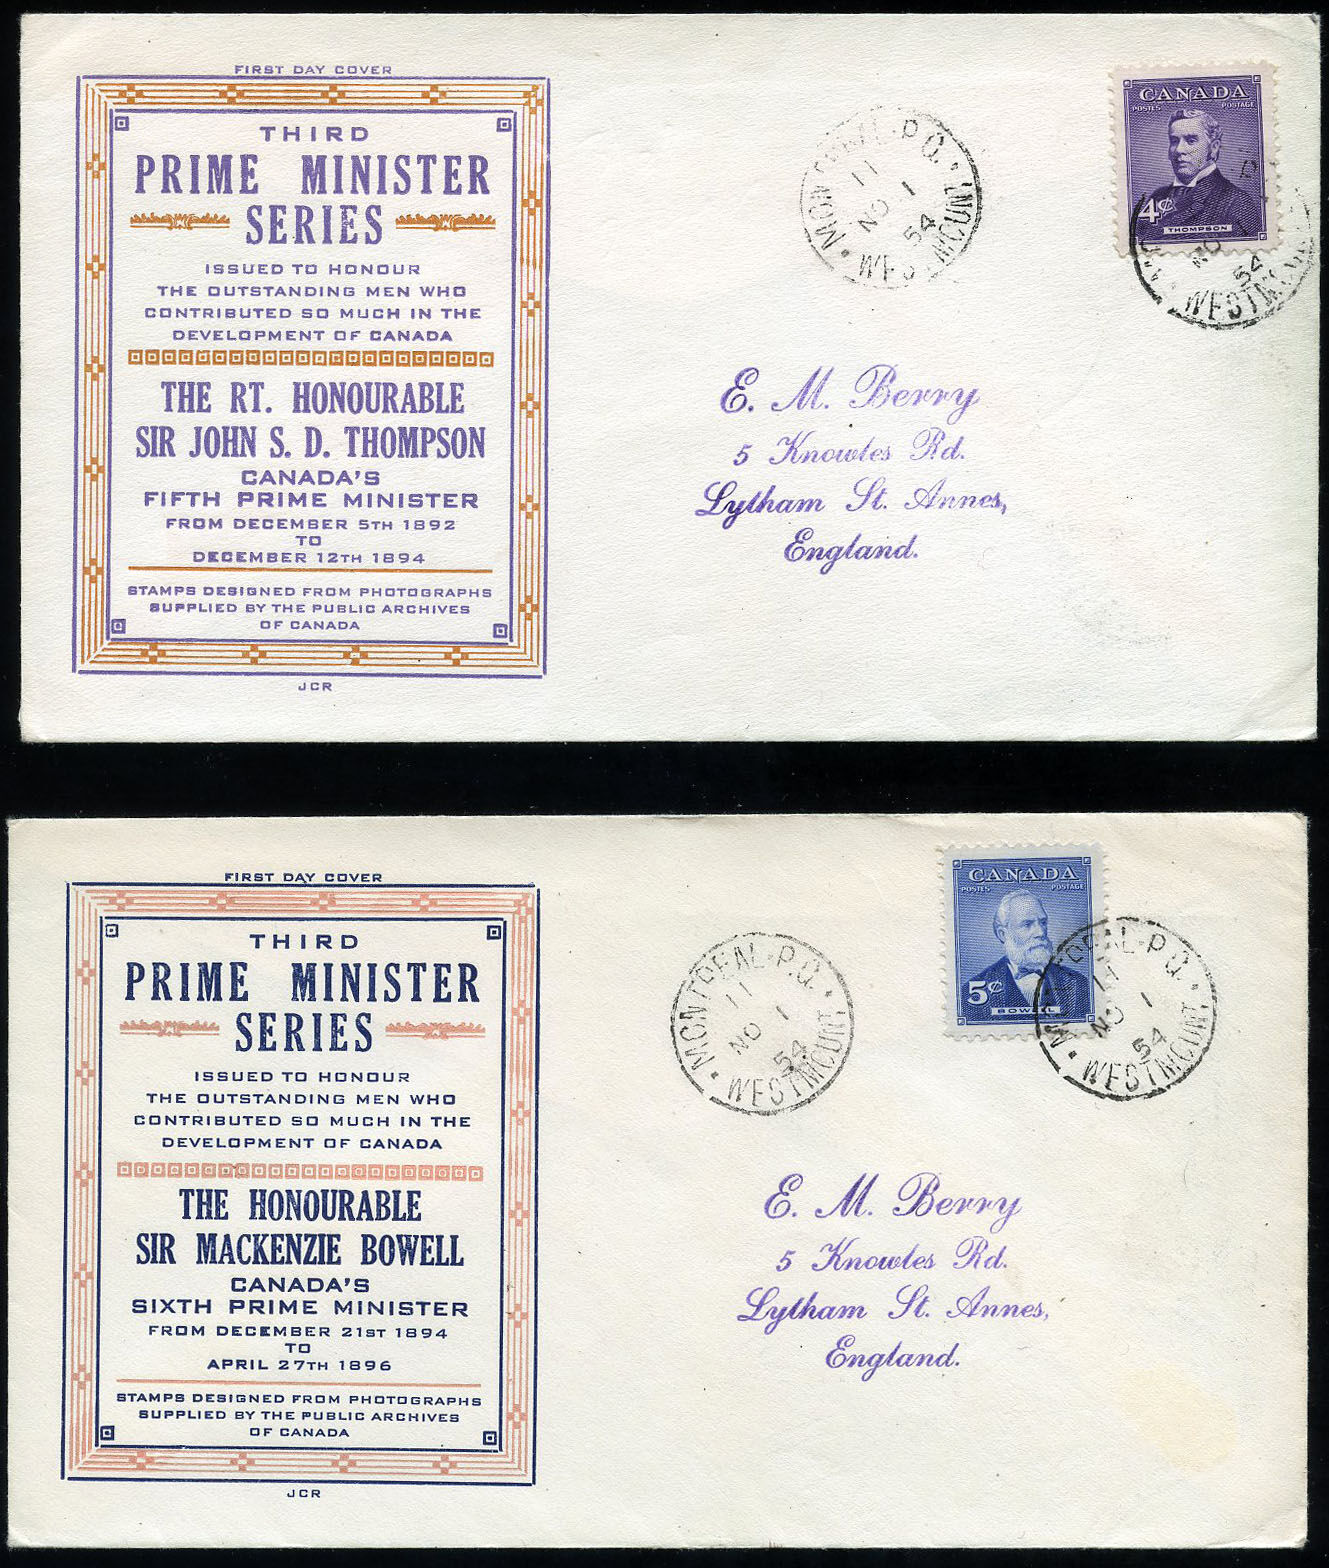 FIRST DAY COVER
THIRD
PRIME MINISTER
SERIES
ISSUED TO HONOUR
THE OUTSTANDING MEN WHO
CONTRIBUTED SO MUCH IN THE
DEVELOPMENT OF CANADA
THE RT. HONOURABLE
SIR JOHN S. D. THOMPSON
CANADA'S
FIFTH PRIME MINISTER
FROM DECEMBER 5TH 1892
TO
DECEMBER 12TH 1894
STAMPS DESIGNED FROM PHOTOGRAPHS
SUPPLIED BY THE PUBLIC ARCHIVES
OF CANADA
JCR
MONTREAL-P.Q.
11
NO 1
54
WESTMOUNT
CANADA
POSTES POSTAGE
4¢
THOMPSON
NO 1
54
WESTMOUNT
E. M. Berry
5 Knowles Rd.
Lytham St. Annes,
England.
FIRST DAY COVER
THIRD
PRIME MINISTER
SERIES
ISSUED TO HONOUR
THE OUTSTANDING MEN WHO
CONTRIBUTED SO MUCH IN THE
DEVELOPMENT OF CANADA
THE HONOURABLE
SIR MACKENZIE BOWELL
CANADA'S
SIXTH PRIME MINISTER
FROM DECEMBER 21ST 1894
TO
APRIL 27TH 1896
STAMPS DESIGNED FROM PHOTOGRAPHS
SUPPLIED BY THE PUBLIC ARCHIVES
OF CANADA
JCR
MONTREAL-P.Q.
11
NO 1
54
WESTMOUNT
CANADA
POSTES POSTAGE
5¢
BOWELL
MONTREAL-P.Q.
NO 1
54
WESTMOUNT
E. M. Berry
5 Knowles Rd.
Lytham St. Annes,
England.